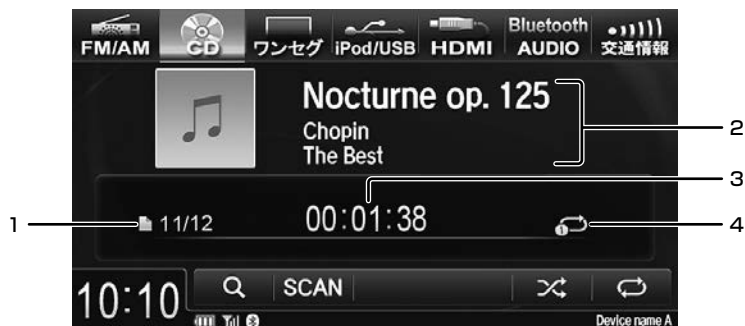 FM/AM CD ワンセグ iPod/USB HDMI Bluetooth AUDIO 交通情報
Nocturne op. 125
Chopin
The Best
2
3
1
11/12 00:01:38
4
10:10 SCAN
Device name A